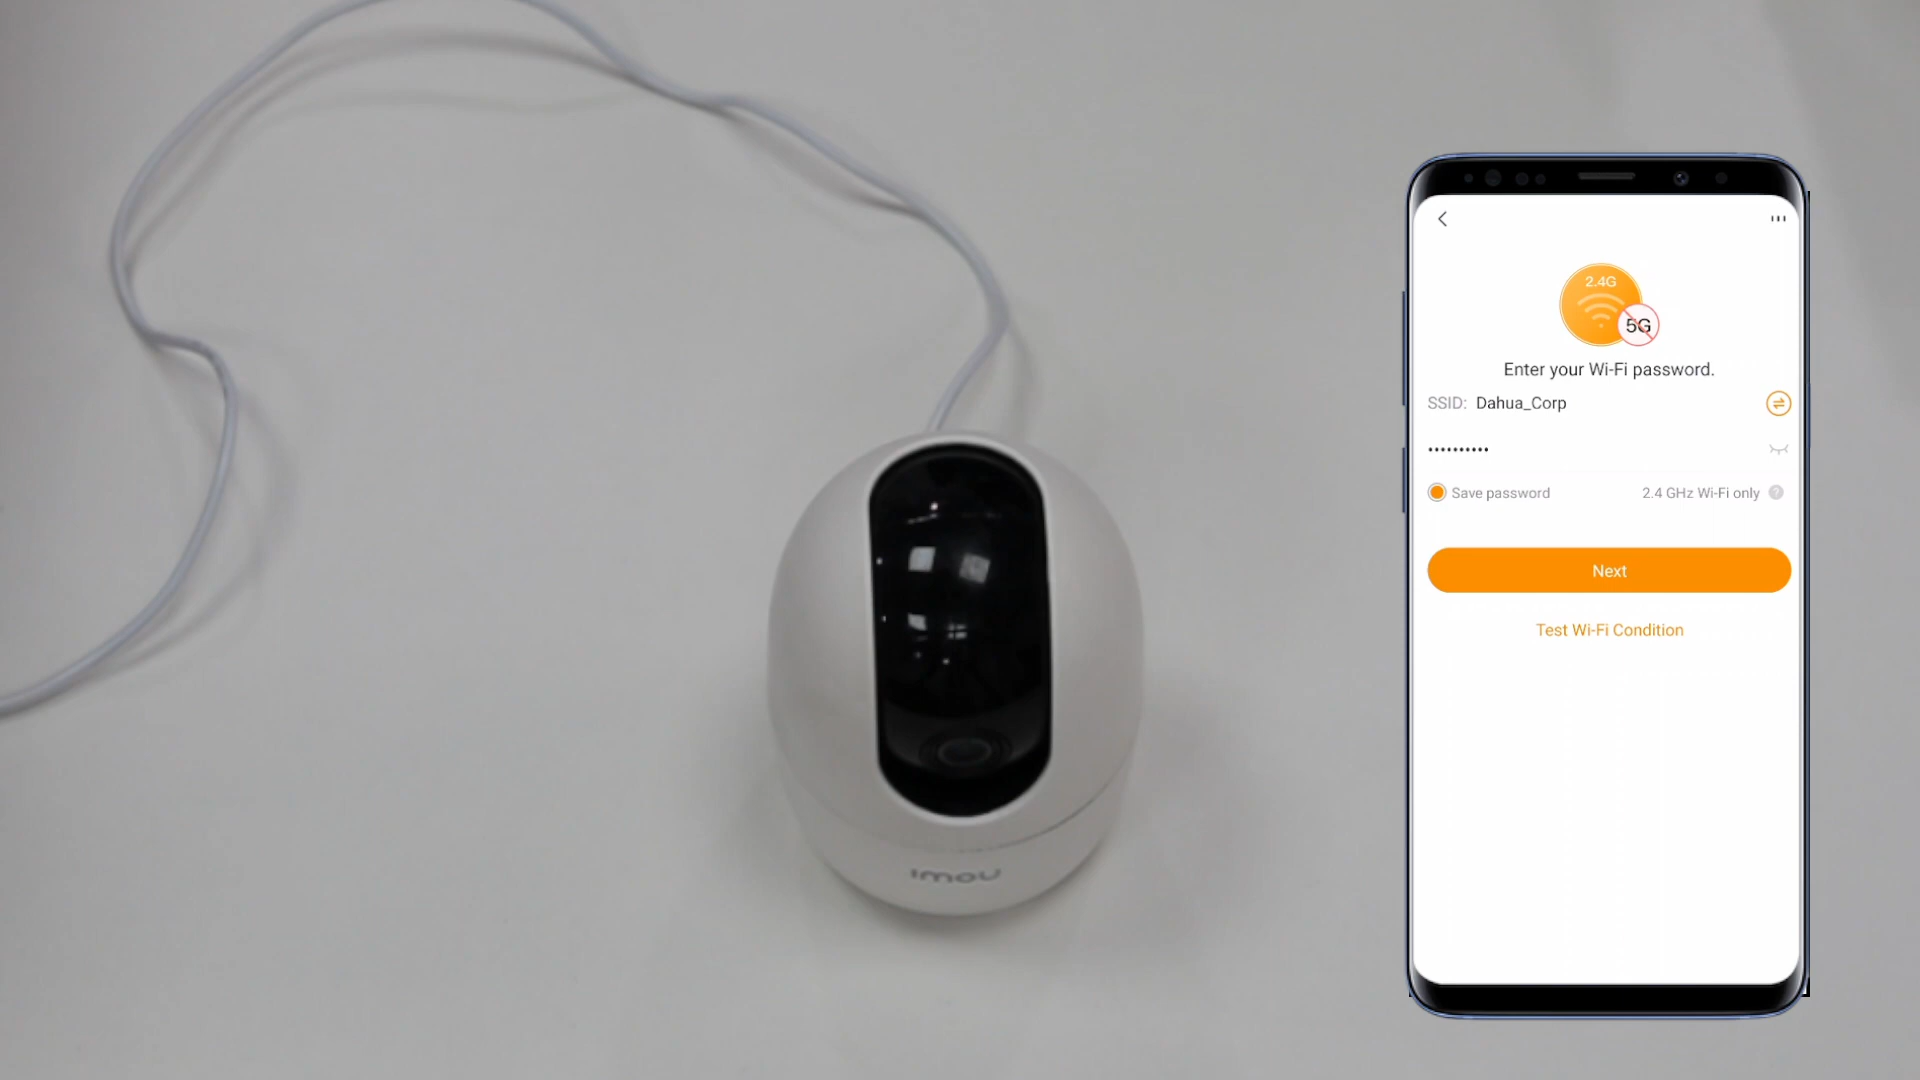 2.4G
5G
Enter your Wi-Fi password.
SSID: Dahua_Corp
••••••••••
Save password 2.4 GHz Wi-Fi only ?
Next
Test Wi-Fi Condition
imou